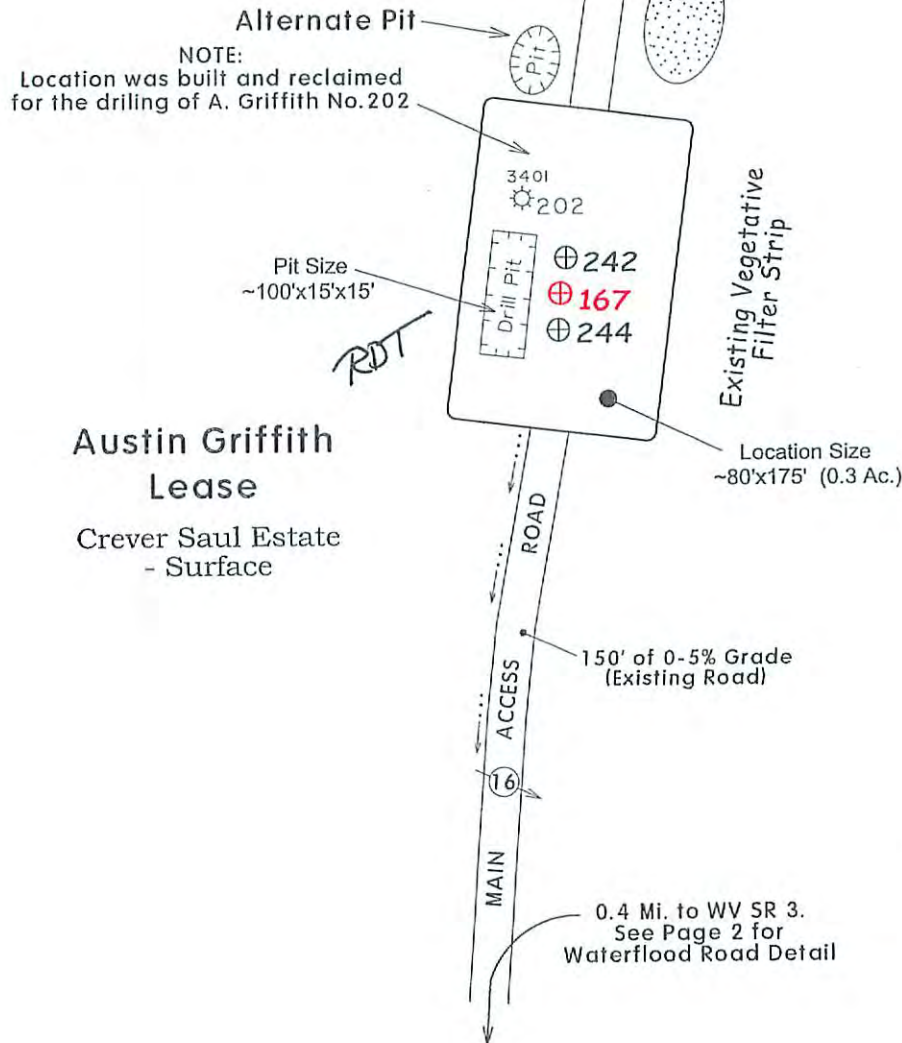 Alternate Pit
Pit
NOTE:
Location was built and reclaimed
for the driling of A. Griffith No.202
3401
202
242
167
244
Drill Pit
Pit Size
~100'x15'x15'
RDT
Existing Vegetative
Filter Strip
Location Size
~80'x175' (0.3 Ac.)
Austin Griffith
Lease
Crever Saul Estate
- Surface
150' of 0-5% Grade
(Existing Road)
MAIN ACCESS ROAD
16
0.4 Mi. to WV SR 3.
See Page 2 for
Waterflood Road Detail